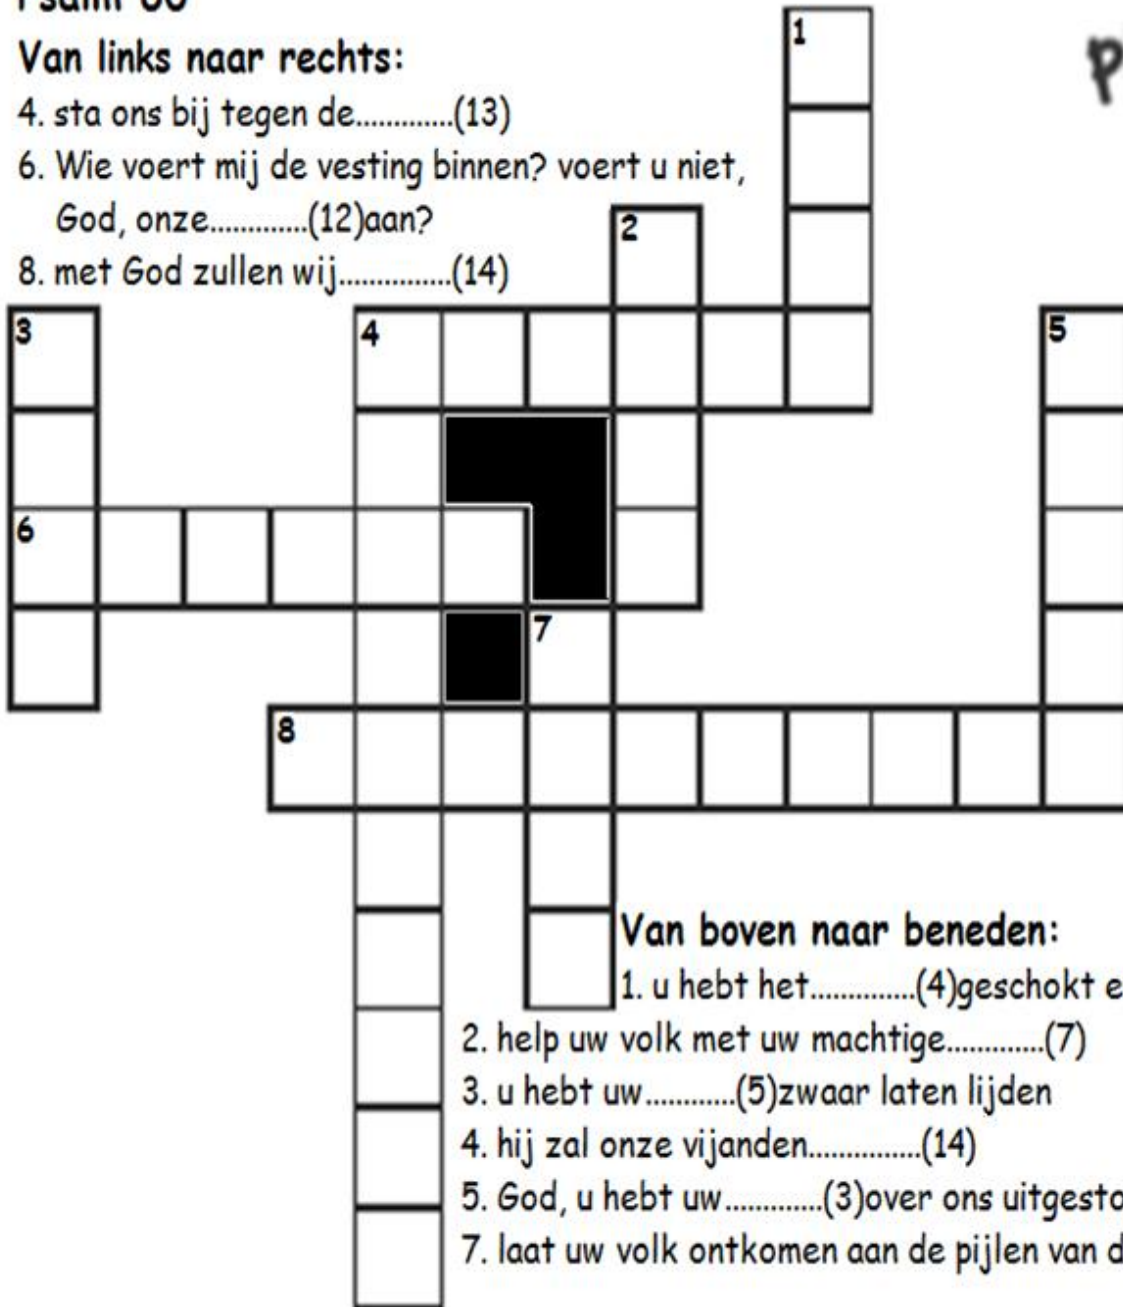 Psalm 60
Van links naar rechts:
4. sta ons bij tegen de.............(13)
6. Wie voert mij de vesting binnen? voert u niet,
God, onze.............(12)aan?
8. met God zullen wij...............(14)
1
2
3
4
5
6
7
8
Van boven naar beneden:
1. u hebt het..............(4)geschokt e
2. help uw volk met uw machtige.............(7)
3. u hebt uw............(5)zwaar laten lijden
4. hij zal onze vijanden...............(14)
5. God, u hebt uw.............(3)over ons uitgesto
7. laat uw volk ontkomen aan de pijlen van d